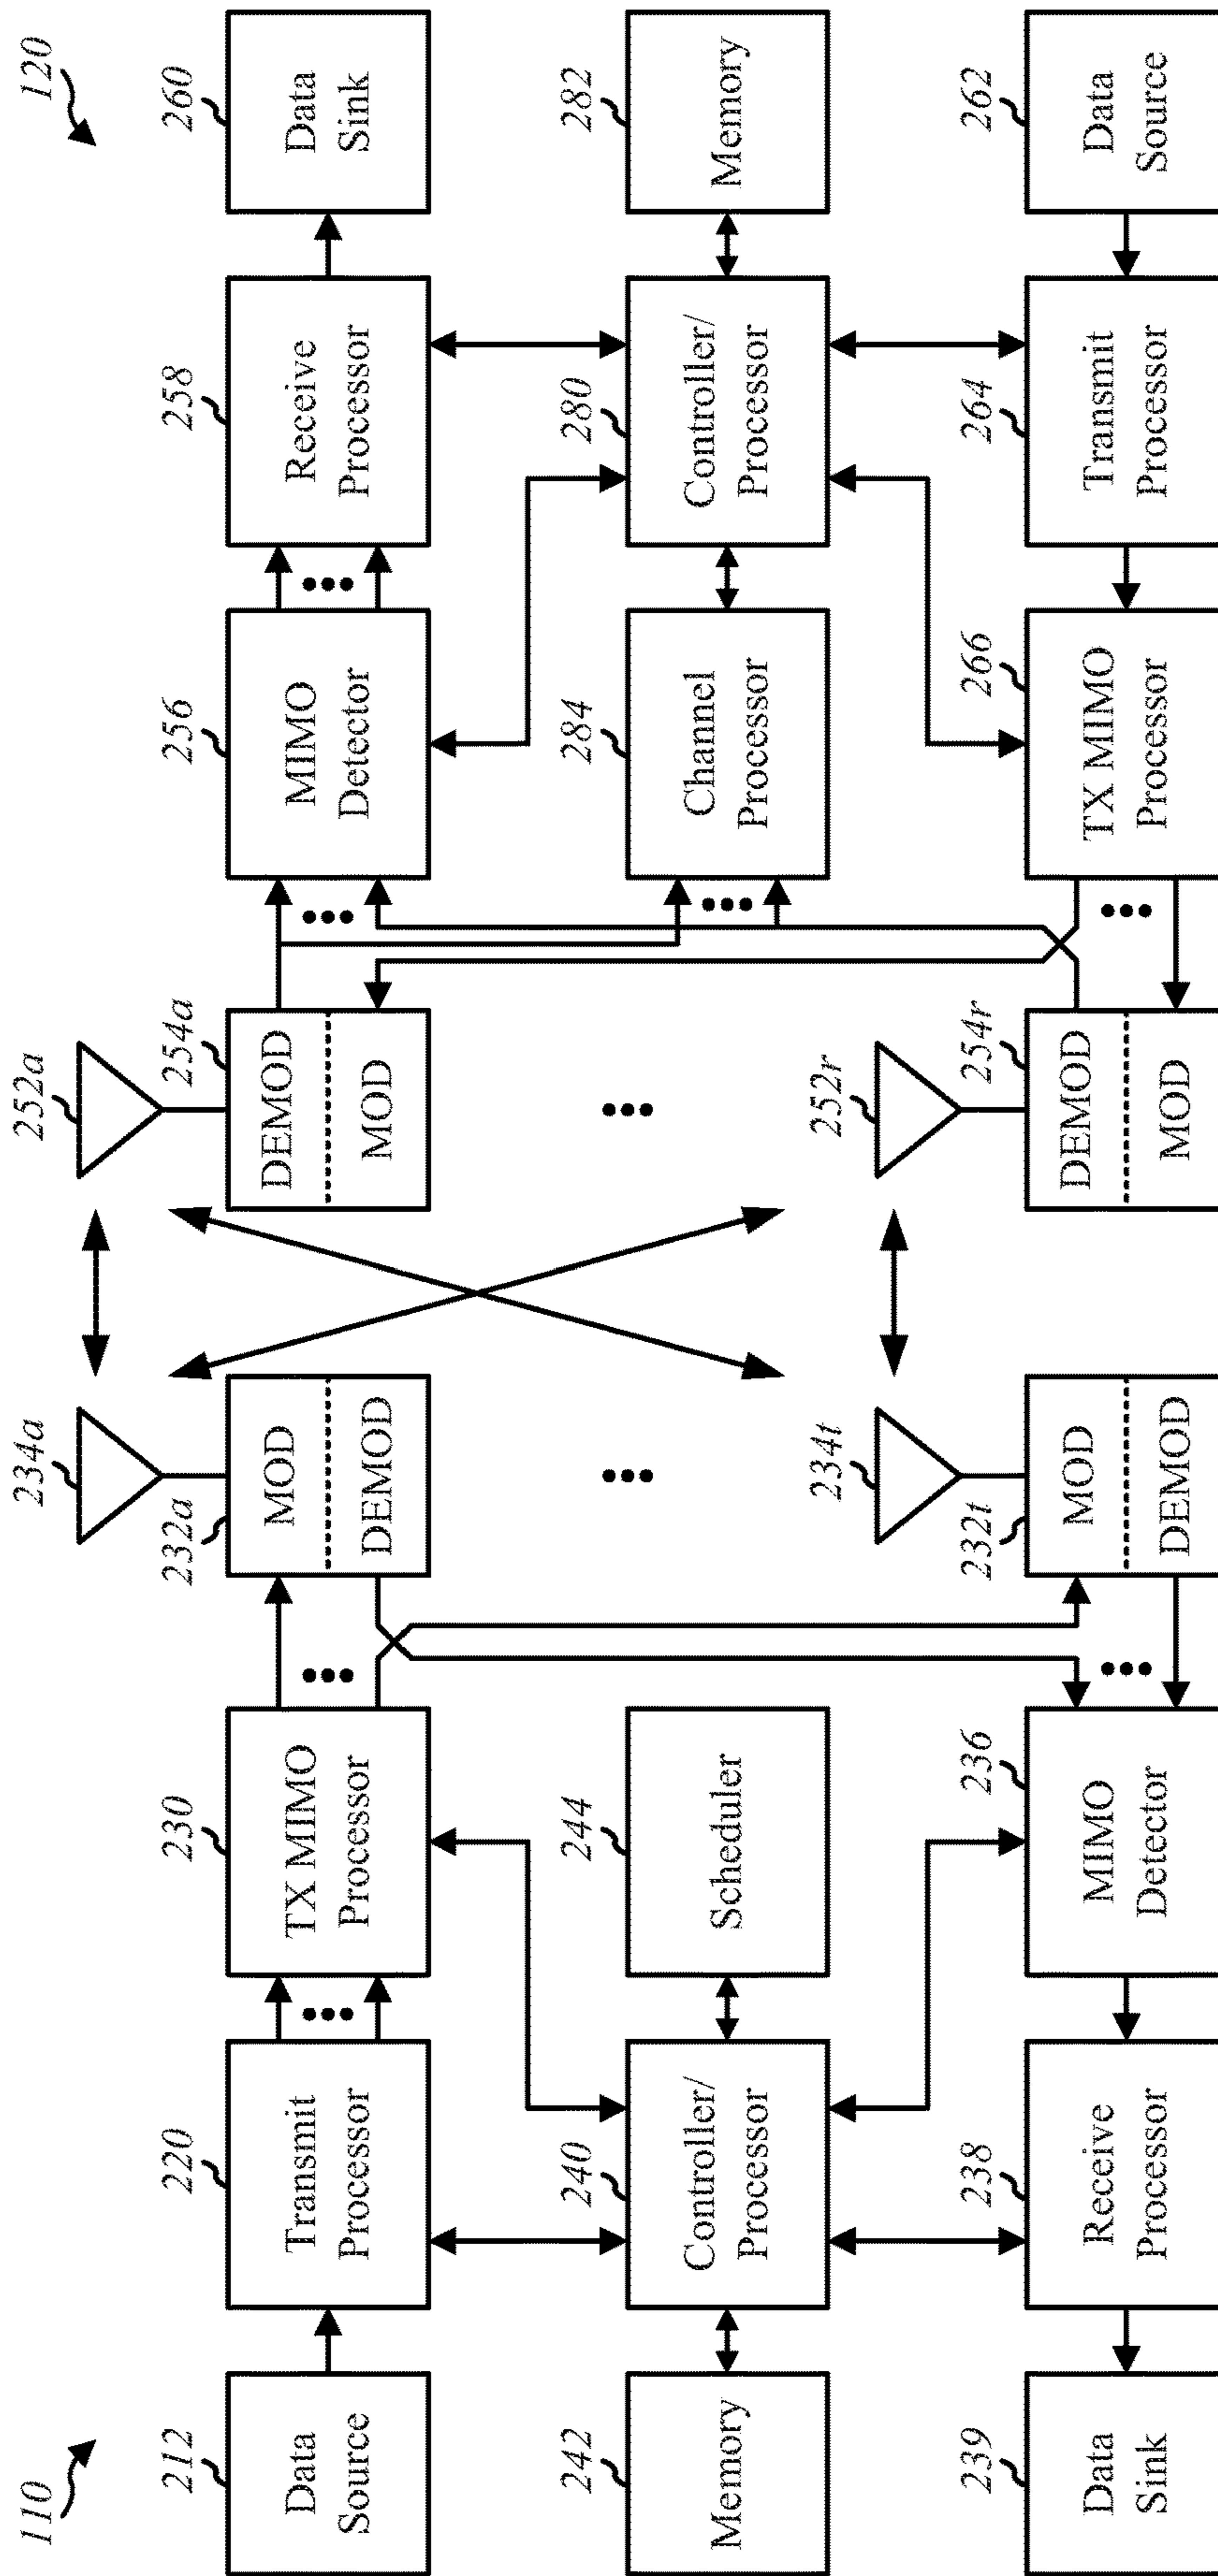 110
120
212
Data
Source
220
Transmit
Processor
230
TX MIMO
Processor
234a
232a
MOD
DEMOD
252a
254a
DEMOD
MOD
256
MIMO
Detector
258
Receive
Processor
260
Data
Sink
242
Memory
240
Controller/
Processor
244
Scheduler
284
Channel
Processor
280
Controller/
Processor
282
Memory
239
Data
Sink
238
Receive
Processor
236
MIMO
Detector
234t
232t
MOD
DEMOD
252r
254r
DEMOD
MOD
266
TX MIMO
Processor
264
Transmit
Processor
262
Data
Source